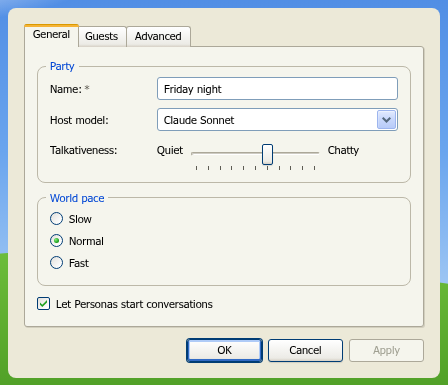 General Guests Advanced
Party
Name: * Friday night
Host model: Claude Sonnet
Talkativeness: Quiet Chatty
World pace
Slow
Normal
Fast
Let Personas start conversations
OK Cancel Apply